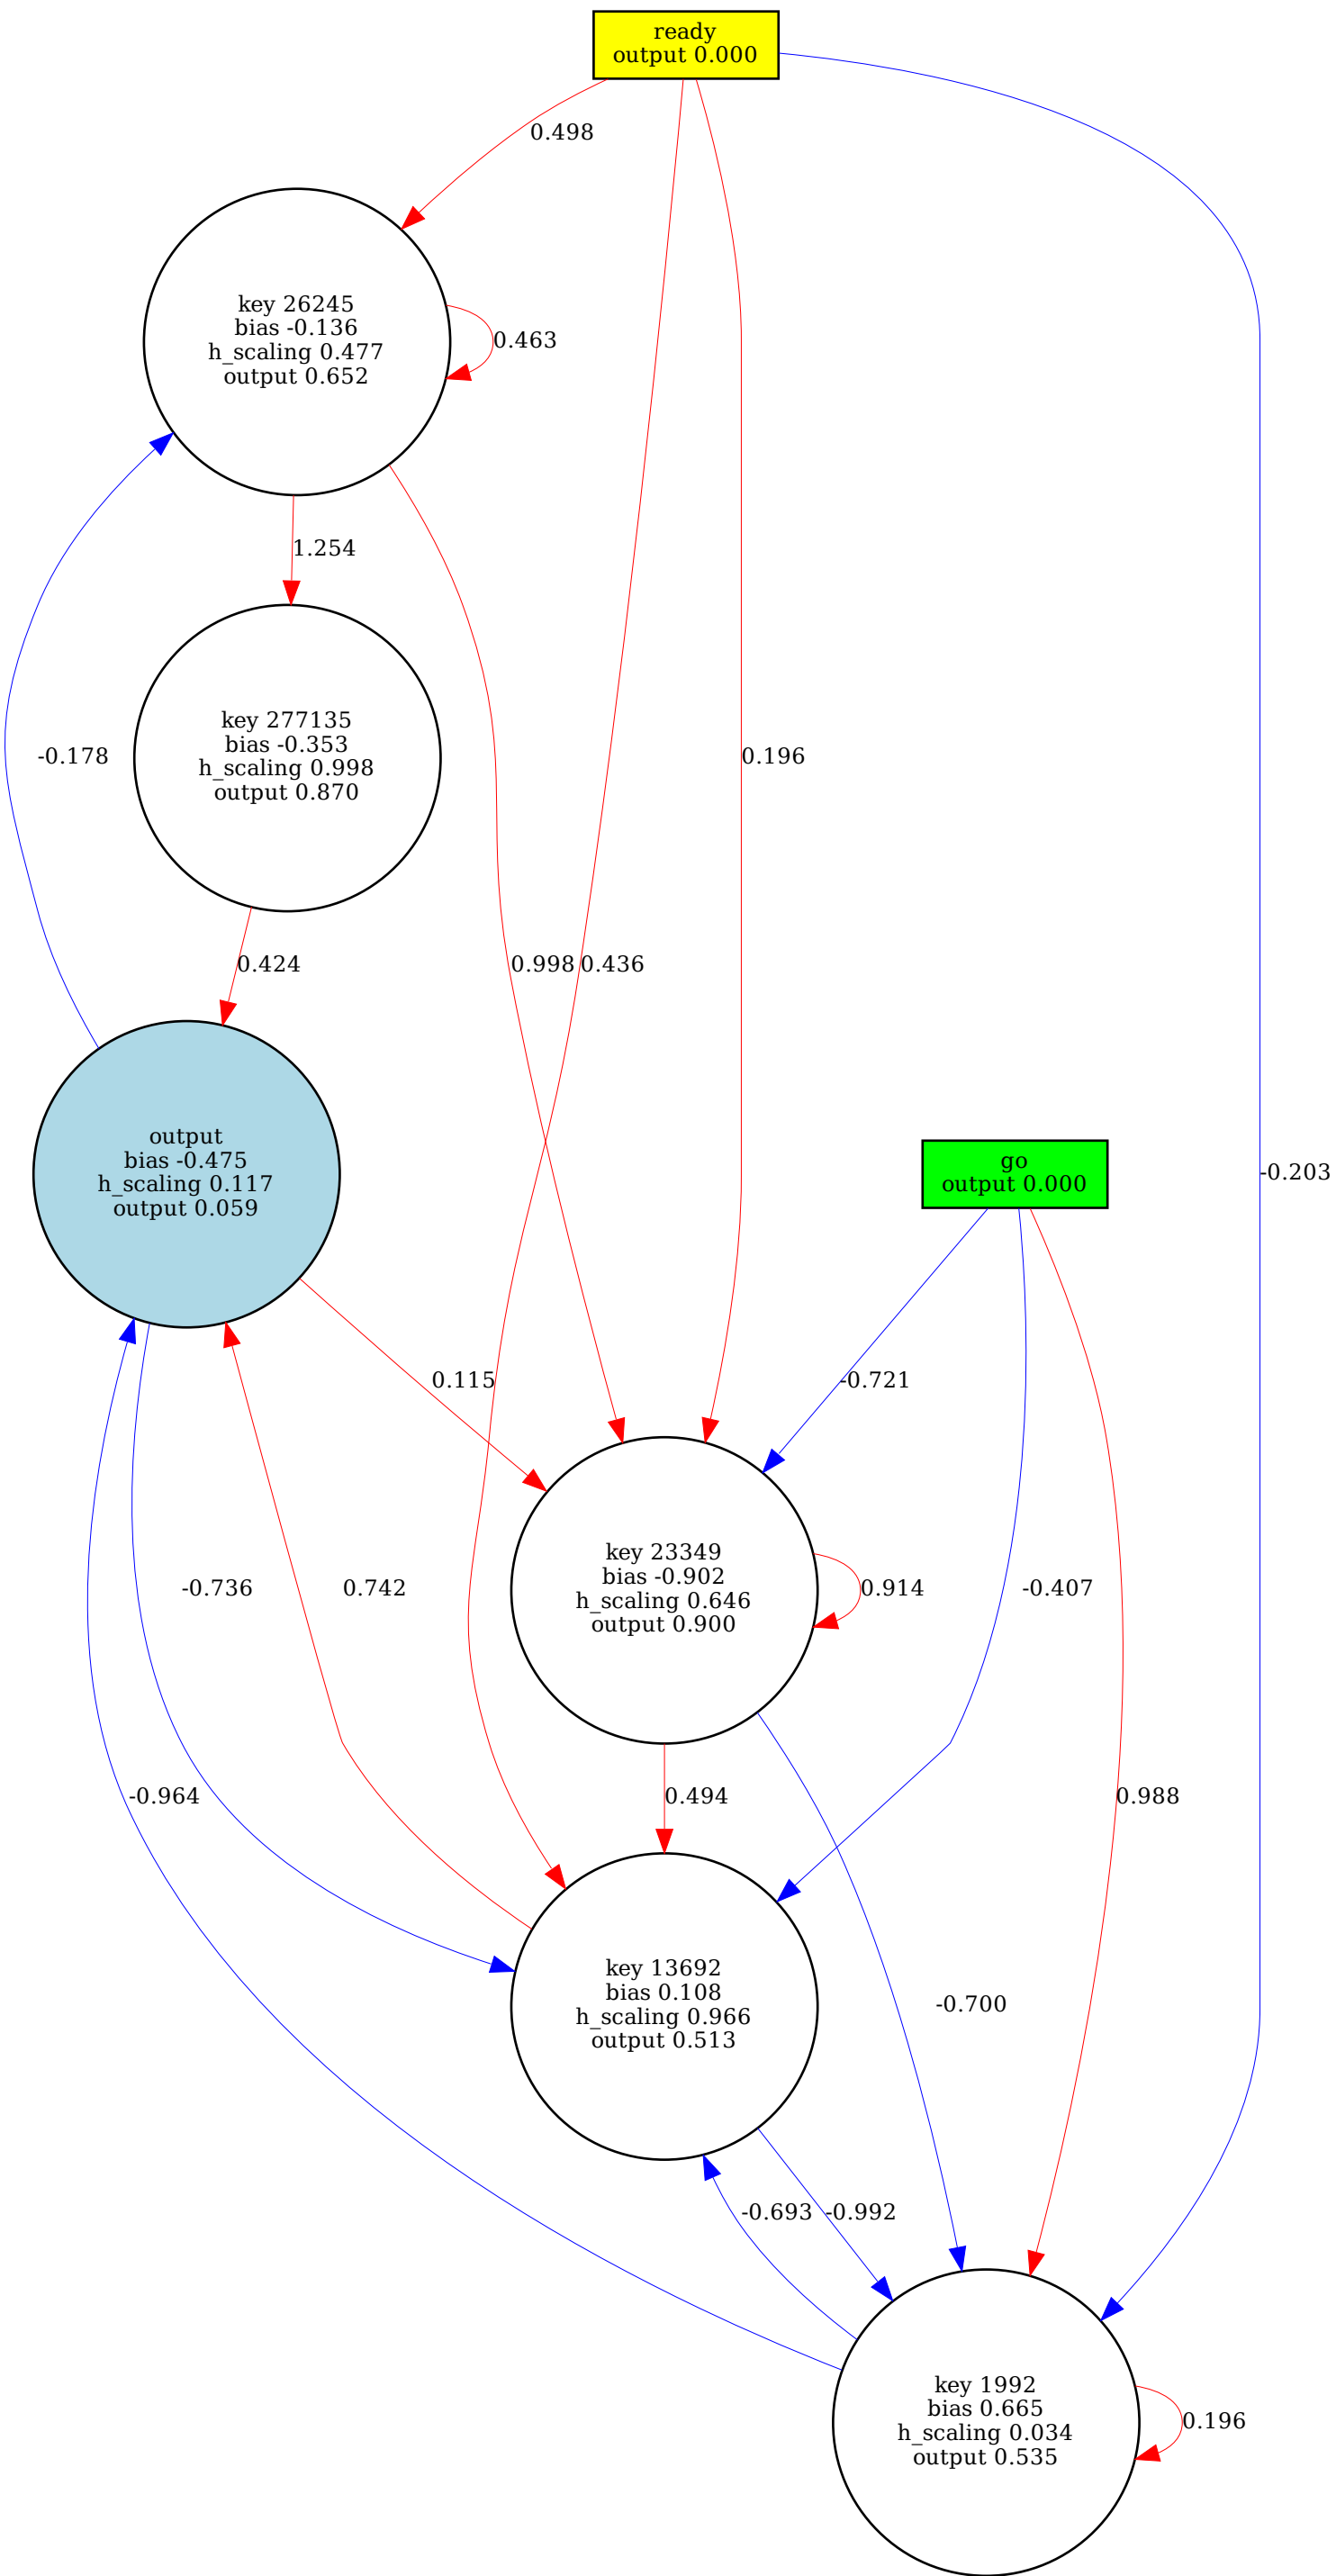 ready
output 0.000
0.498
key 26245
bias -0.136
h_scaling 0.477
output 0.652
0.463
1.254
key 277135
bias -0.353
h_scaling 0.998
output 0.870
-0.178
0.196
0.424
0.998
0.436
output
bias -0.475
h_scaling 0.117
output 0.059
go
output 0.000
-0.203
0.115
-0.721
key 23349
bias -0.902
h_scaling 0.646
output 0.900
-0.736
0.742
0.914
-0.407
-0.964
0.494
0.988
key 13692
bias 0.108
h_scaling 0.966
output 0.513
-0.700
-0.693
-0.992
key 1992
bias 0.665
h_scaling 0.034
output 0.535
0.196